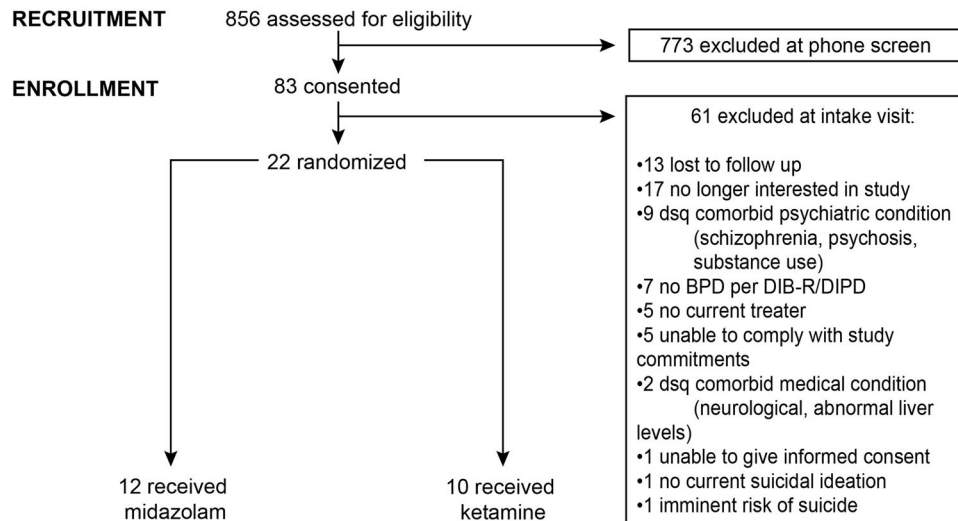 RECRUITMENT
856 assessed for eligibility
773 excluded at phone screen
ENROLLMENT
83 consented
61 excluded at intake visit:
22 randomized
•13 lost to follow up
•17 no longer interested in study
•9 dsq comorbid psychiatric condition
(schizophrenia, psychosis,
substance use)
•7 no BPD per DIB-R/DIPD
•5 no current treater
•5 unable to comply with study
commitments
•2 dsq comorbid medical condition
(neurological, abnormal liver
levels)
•1 unable to give informed consent
•1 no current suicidal ideation
•1 imminent risk of suicide
12 received
midazolam
10 received
ketamine